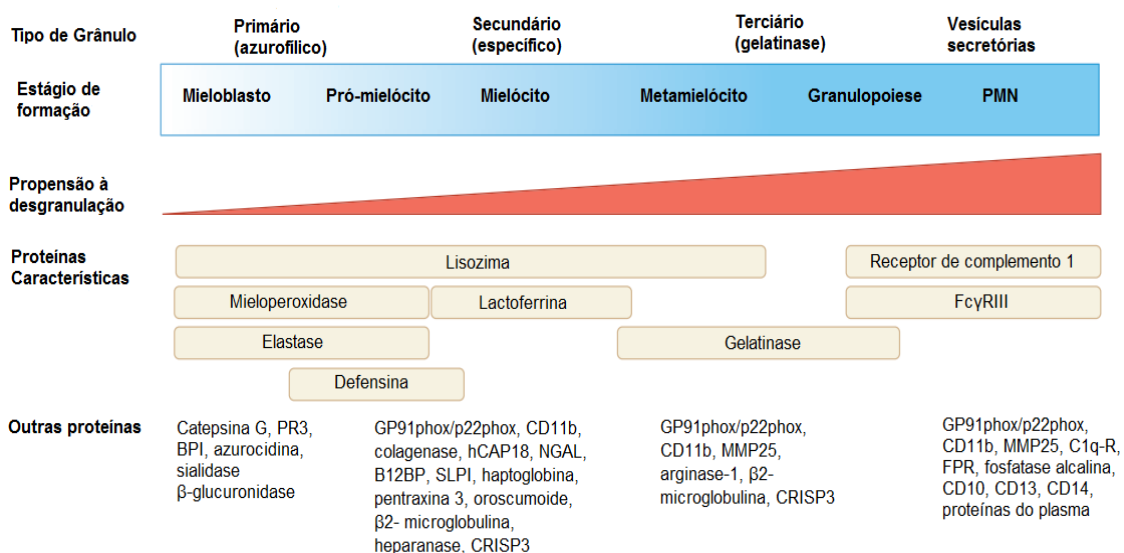 Tipo de Grânulo
Primário
(azurofílico)
Secundário
(específico)
Terciário
(gelatinase)
Vesículas
secretórias
Estágio de
formação
Mieloblasto
Pró-mielócito
Mielócito
Metamielócito
Granulopoiese
PMN
Propensão à
desgranulação
Proteínas
Características
Lisozima
Receptor de complemento 1
Mieloperoxidase
Lactoferrina
FcγRIII
Elastase
Gelatinase
Defensina
Outras proteínas
Catepsina G, PR3,
BPI, azurocidina,
sialidase
β-glucuronidase
GP91phox/p22phox, CD11b,
colagenase, hCAP18, NGAL,
B12BP, SLPI, haptoglobina,
pentraxina 3, oroscumoide,
β2- microglobulina,
heparanase, CRISP3
GP91phox/p22phox,
CD11b, MMP25,
arginase-1, β2-
microglobulina, CRISP3
GP91phox/p22phox,
CD11b, MMP25, C1q-R,
FPR, fosfatase alcalina,
CD10, CD13, CD14,
proteínas do plasma